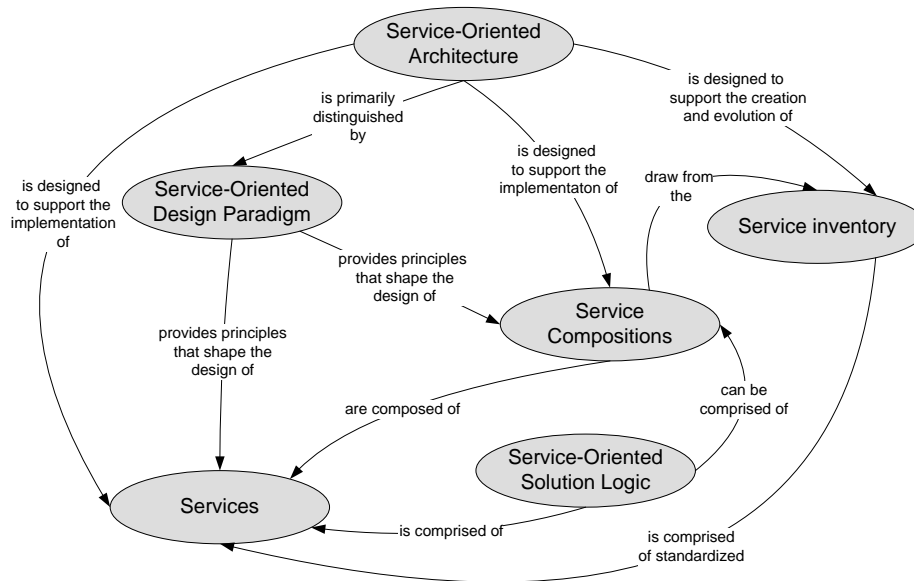 Service-Oriented
Architecture
is primarily
distinguished
by
is designed to
support the creation
and evolution of
is designed
to support the
implementation
of
Service-Oriented
Design Paradigm
is designed
to support the
implementaton of
draw from
the
Service inventory
provides principles
that shape the
design of
provides principles
that shape the
design of
Service
Compositions
are composed of
can be
comprised of
Service-Oriented
Solution Logic
Services
is comprised of
is comprised
of standardized